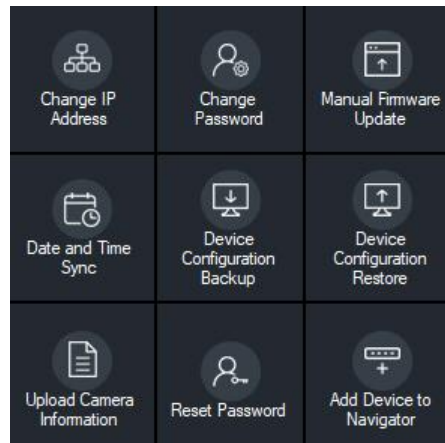 Change IP
Address
Change
Password
Manual Firmware
Update
Date and Time
Sync
Device
Configuration
Backup
Device
Configuration
Restore
Upload Camera
Information
Reset Password
Add Device to
Navigator